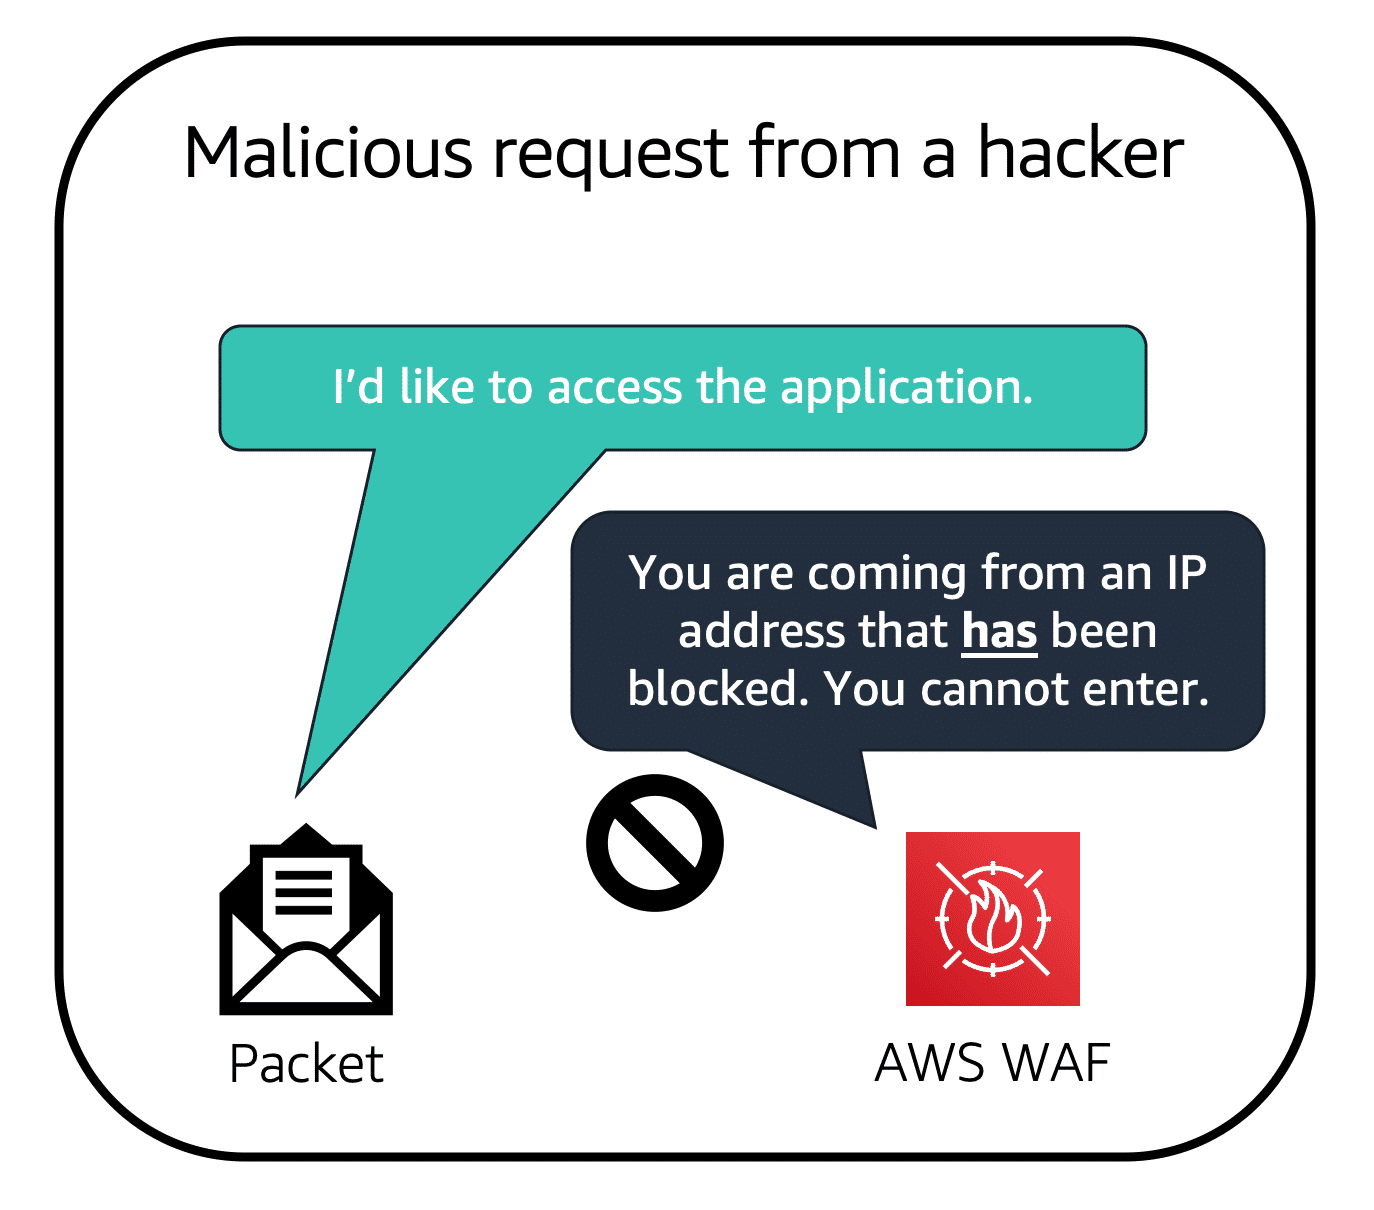 Malicious request from a hacker
I’d like to access the application.
You are coming from an IP
address that has been
blocked. You cannot enter.
Packet
AWS WAF